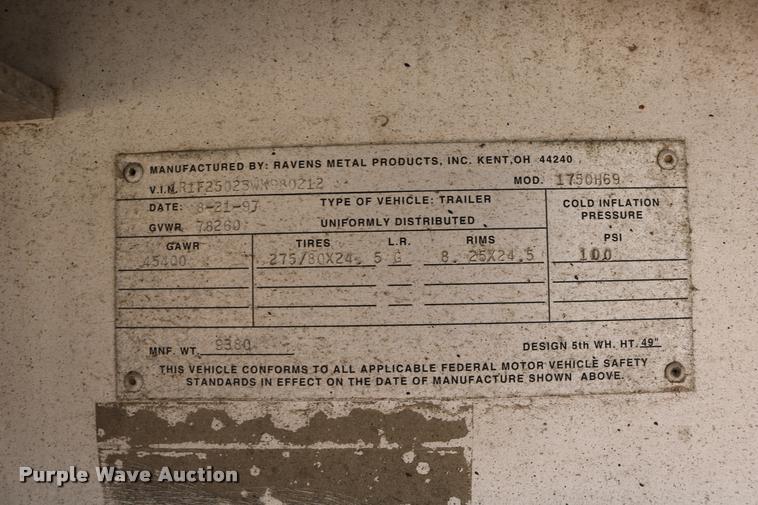 MANUFACTURED BY: RAVENS METAL PRODUCTS, INC. KENT,OH 44240
V.I.N. MOD. 1750H69
DATE: 8-21-97 TYPE OF VEHICLE: TRAILER COLD INFLATION
GVWR 78260 UNIFORMLY DISTRIBUTED PRESSURE
GAWR TIRES L.R. RIMS PSI
45400 275/80X24.5 G 8.25X24.5 100
MNF. WT. 9380 DESIGN 5th WH. HT. 49"
THIS VEHICLE CONFORMS TO ALL APPLICABLE FEDERAL MOTOR VEHICLE SAFETY
STANDARDS IN EFFECT ON THE DATE OF MANUFACTURE SHOWN ABOVE.
Purple Wave Auction